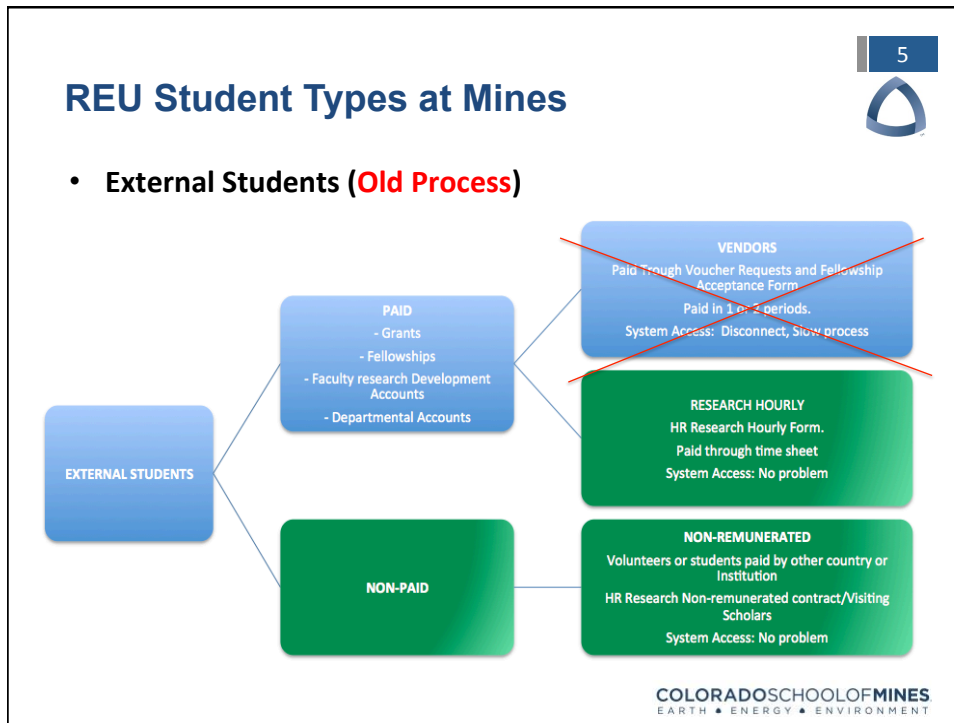 5
REU Student Types at Mines
• External Students (Old Process)
EXTERNAL STUDENTS
PAID
- Grants
- Fellowships
- Faculty research Development
Accounts
- Departmental Accounts
NON-PAID
VENDORS
Paid Trough Voucher Requests and Fellowship
Acceptance Form
Paid in 1 or 2 periods.
System Access: Disconnect, Slow process
RESEARCH HOURLY
HR Research Hourly Form.
Paid through time sheet
System Access: No problem
NON-REMUNERATED
Volunteers or students paid by other country or
Institution
HR Research Non-remunerated contract/Visiting
Scholars
System Access: No problem
COLORADOSCHOOLOFMINES
EARTH • ENERGY • ENVIRONMENT